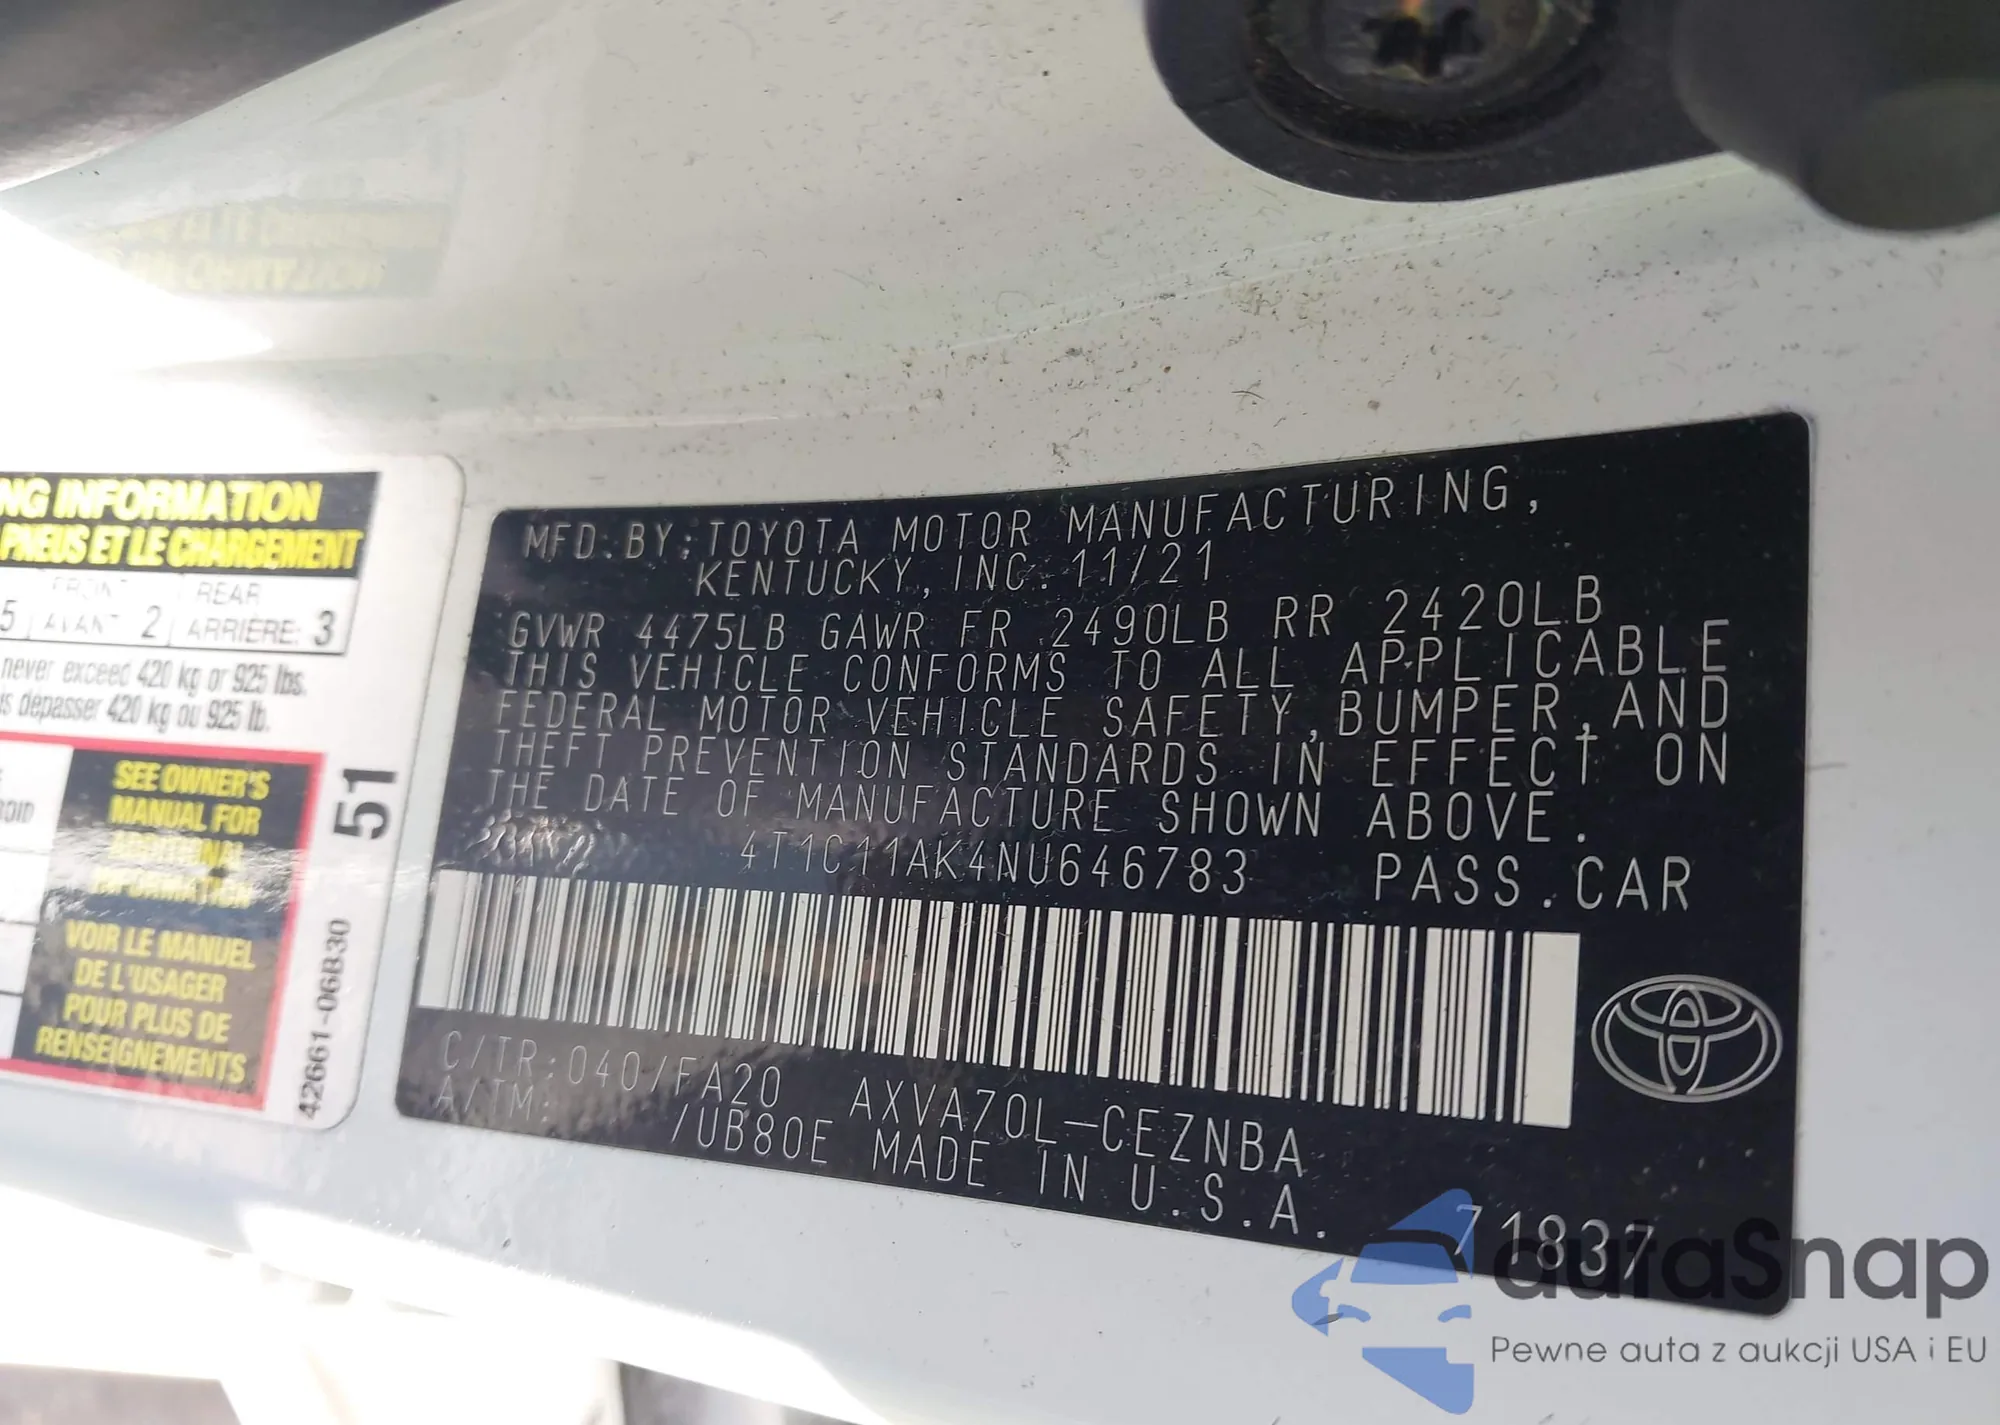 NG INFORMATION
PNEUS ET LE CHARGEMENT
FRONT REAR
5 AVANT 2 ARRIÈRE: 3
never exceed 420 kg or 925 lbs.
is dépasser 420 kg ou 925 lb.
SEE OWNER'S
MANUAL FOR
ADDITIONAL
INFORMATION
VOIR LE MANUEL
DE L'USAGER
POUR PLUS DE
RENSEIGNEMENTS
51
42661-06B30
MFD.BY:TOYOTA MOTOR MANUFACTURING,
KENTUCKY, INC. 11/21
GVWR 4475LB GAWR FR 2490LB RR 2420LB
THIS VEHICLE CONFORMS TO ALL APPLICABLE
FEDERAL MOTOR VEHICLE SAFETY,BUMPER,AND
THEFT PREVENTION STANDARDS IN EFFECT ON
THE DATE OF MANUFACTURE SHOWN ABOVE.
4T1C11AK4NU646783 PASS.CAR
C/TR:040/FA20 AXVA70L-CEZNBA
A/TM: /UB80E MADE IN U.S.A.
71837
autaSnap
Pewne auta z aukcji USA i EU